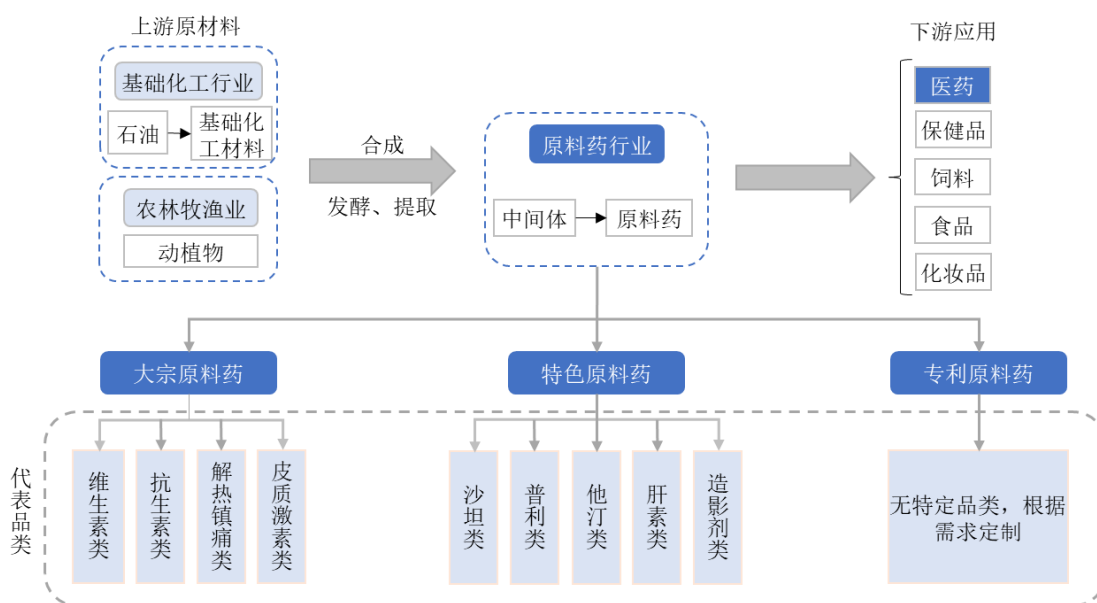 上游原材料
基础化工行业
石油
基础化
工材料
农林牧渔业
动植物
合成
发酵、提取
原料药行业
中间体
原料药
下游应用
医药
保健品
饲料
食品
化妆品
大宗原料药
特色原料药
专利原料药
代表品类
维生素类
抗生素类
解热镇痛类
皮质激素类
沙坦类
普利类
他汀类
肝素类
造影剂类
无特定品类，根据
需求定制